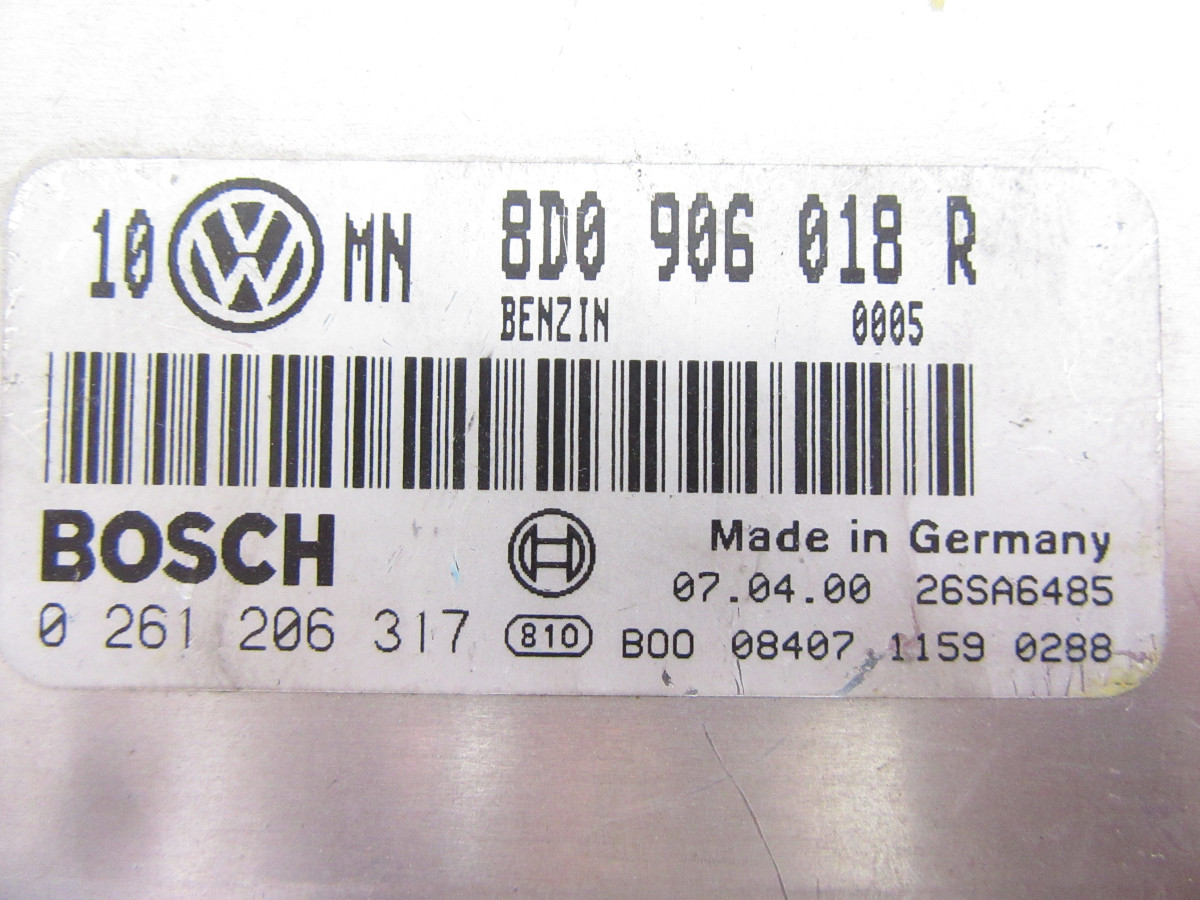 10 VW MN 8D0 906 018 R
BENZIN 0005
BOSCH
Made in Germany
07.04.00 26SA6485
0 261 206 317 810 B00 08407 1159 0288